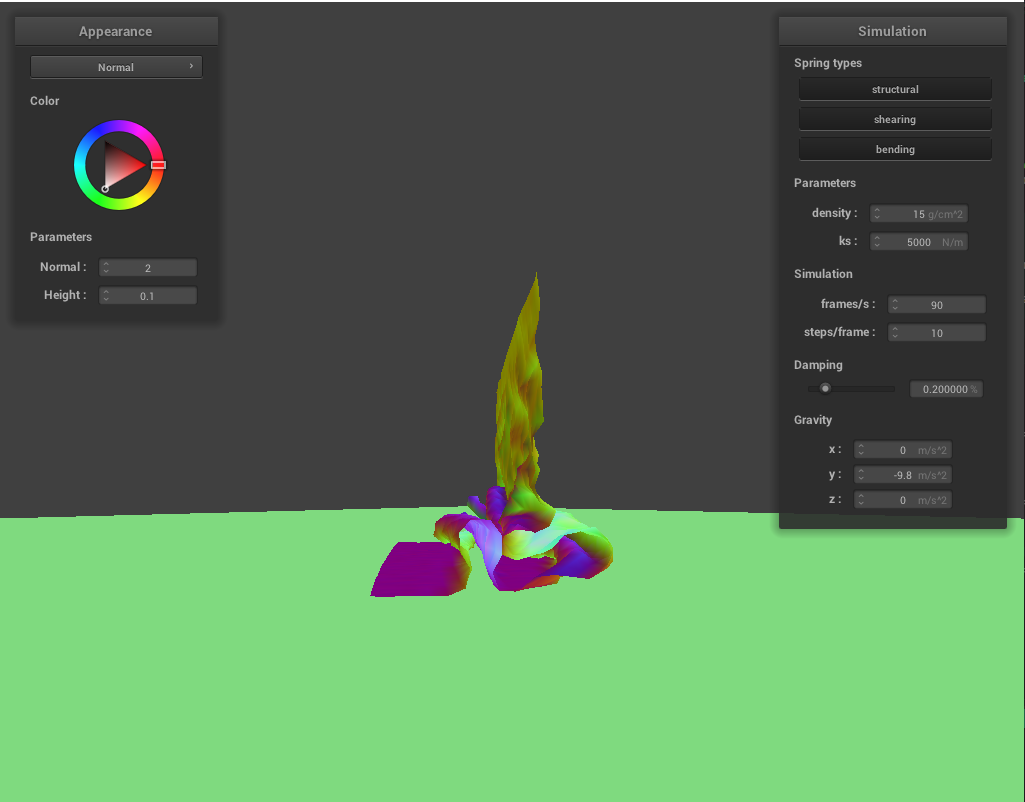 Appearance
Normal
Color
Parameters
Normal : 2
Height : 0.1
Simulation
Spring types
structural
shearing
bending
Parameters
density : 15 g/cm^2
ks : 5000 N/m
Simulation
frames/s : 90
steps/frame : 10
Damping
0.200000 %
Gravity
x : 0 m/s^2
y : -9.8 m/s^2
z : 0 m/s^2